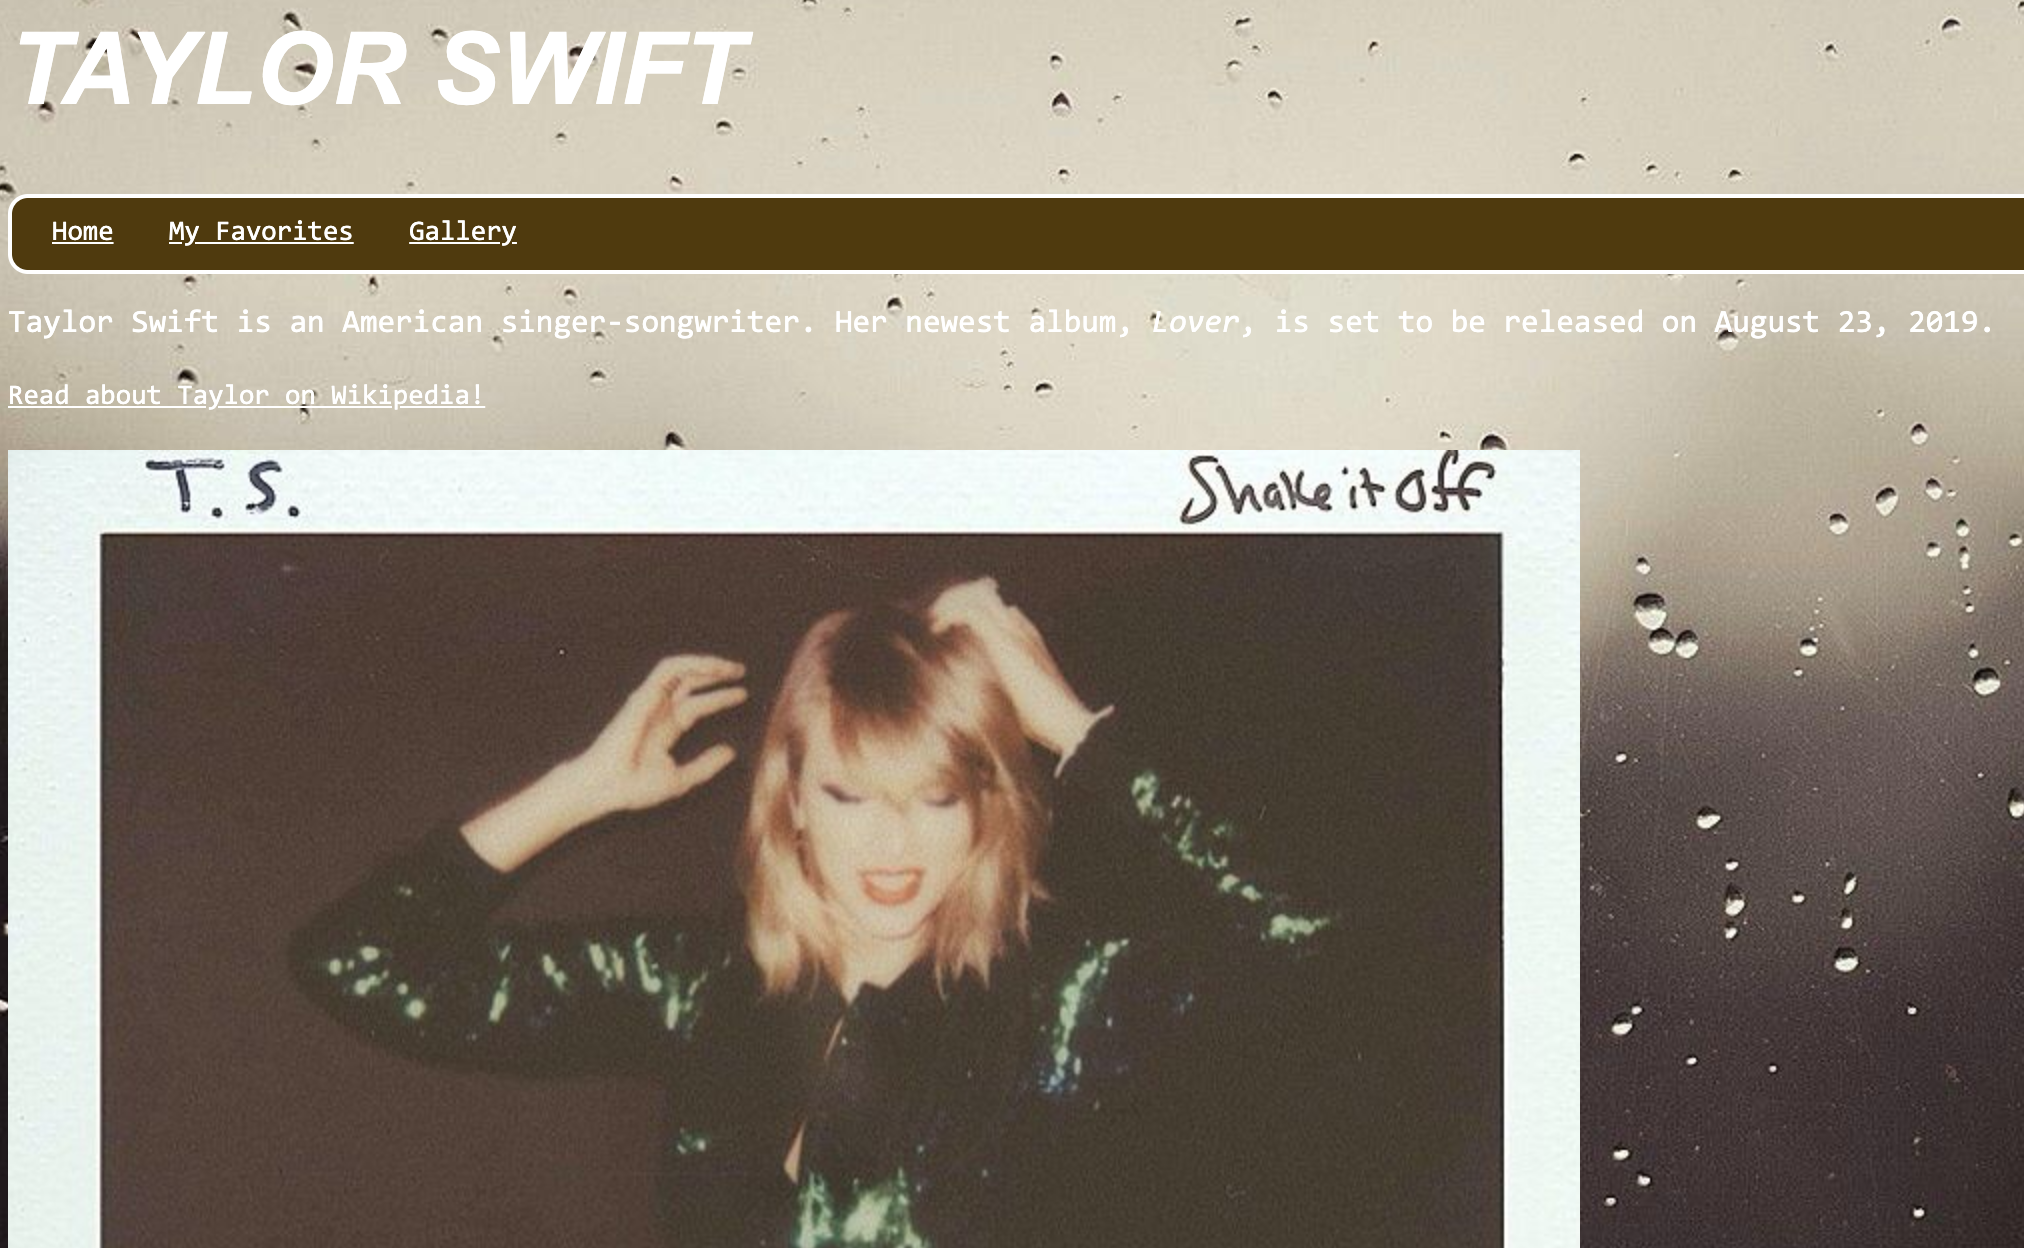 TAYLOR SWIFT
Home My Favorites Gallery
Taylor Swift is an American singer-songwriter. Her newest album, Lover, is set to be released on August 23, 2019.
Read about Taylor on Wikipedia!
T.S. Shake it Off